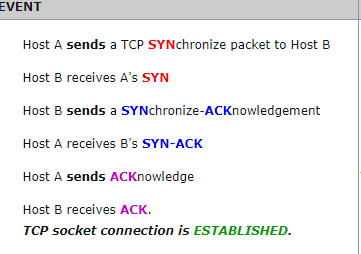 EVENT
Host A sends a TCP SYNchronize packet to Host B
Host B receives A's SYN
Host B sends a SYNchronize-ACKnowledgement
Host A receives B's SYN-ACK
Host A sends ACKnowledge
Host B receives ACK.
TCP socket connection is ESTABLISHED.